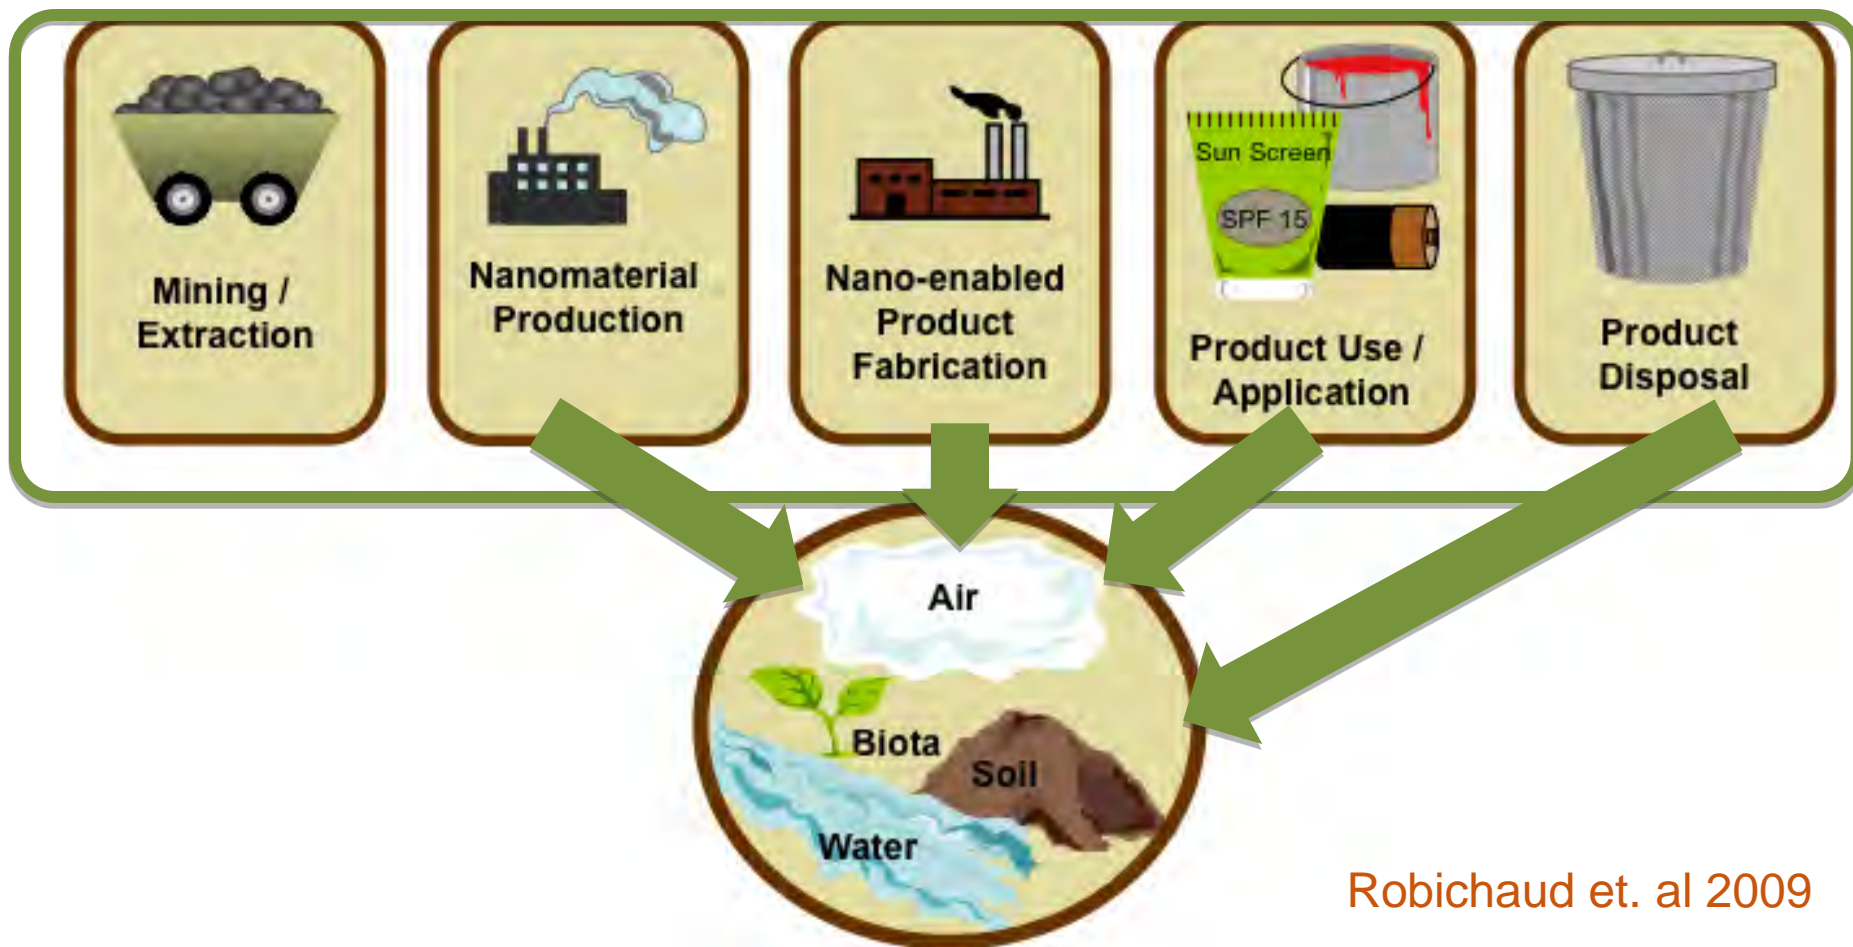 Mining /
Extraction
Nanomaterial
Production
Nano-enabled
Product
Fabrication
Sun Screen
SPF 15
Product Use /
Application
Product
Disposal
Air
Biota
Soil
Water
Robichaud et. al 2009